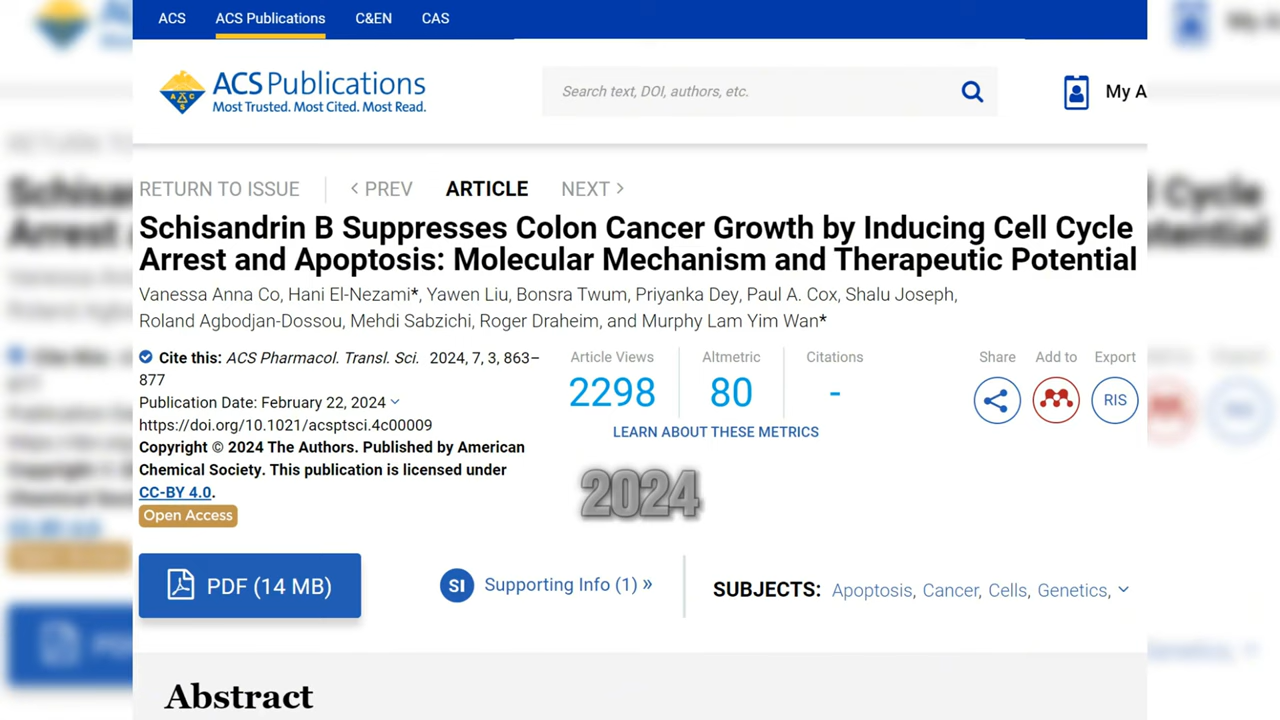 ACS ACS Publications C&EN CAS
ACS Publications
Most Trusted. Most Cited. Most Read.
Search text, DOI, authors, etc.
My A
RETURN TO ISSUE < PREV ARTICLE NEXT >
Schisandrin B Suppresses Colon Cancer Growth by Inducing Cell Cycle
Arrest and Apoptosis: Molecular Mechanism and Therapeutic Potential
Vanessa Anna Co, Hani El-Nezami*, Yawen Liu, Bonsra Twum, Priyanka Dey, Paul A. Cox, Shalu Joseph,
Roland Agbodjan-Dossou, Mehdi Sabzichi, Roger Draheim, and Murphy Lam Yim Wan*
Cite this: ACS Pharmacol. Transl. Sci. 2024, 7, 3, 863–
877
Publication Date: February 22, 2024
https://doi.org/10.1021/acsptsci.4c00009
Copyright © 2024 The Authors. Published by American
Chemical Society. This publication is licensed under
CC-BY 4.0.
Open Access
Article Views Altmetric Citations
2298 80 -
LEARN ABOUT THESE METRICS
Share Add to Export
RIS
2024
PDF (14 MB)
SI Supporting Info (1) »
SUBJECTS: Apoptosis, Cancer, Cells, Genetics,
Abstract